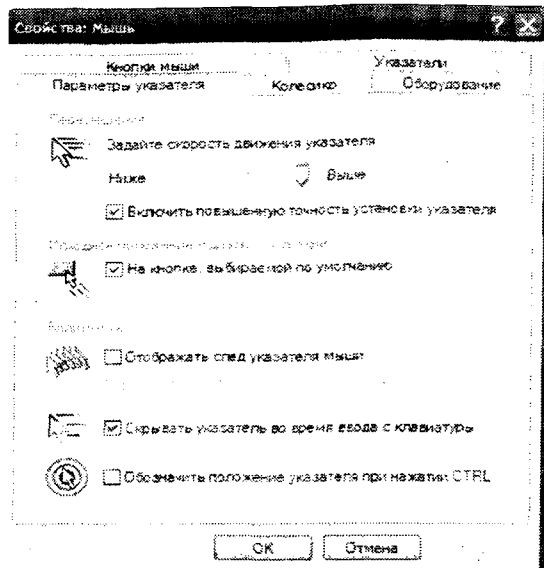 Свойства: Мышь
Кнопки мыши Указатели
Параметры указателя Колесико Оборудование
Перемещение
Задайте скорость движения указателя
Ниже Выше
Включить повышенную точность установки указателя
На кнопке, выбираемой по умолчанию
Видимость
Отображать след указателя мыши
Скрывать указатель во время ввода с клавиатуры
Обозначить положение указателя при нажатии CTRL
OK Отмена